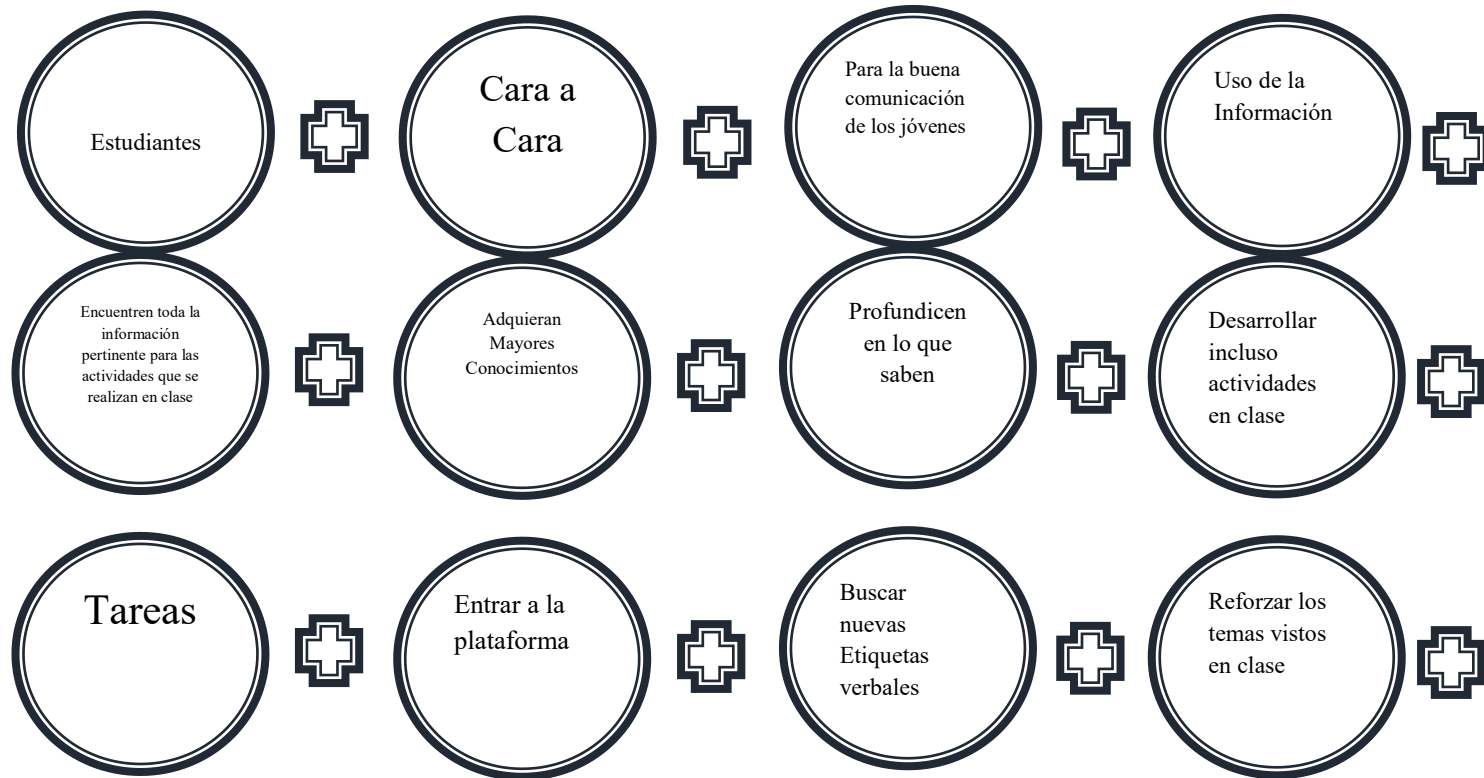 Estudiantes
Cara a
Cara
Para la buena
comunicación
de los jóvenes
Uso de la
Información
Encuentren toda la
información
pertinente para las
actividades que se
realizan en clase
Adquieran
Mayores
Conocimientos
Profundicen
en lo que
saben
Desarrollar
incluso
actividades
en clase
Tareas
Entrar a la
plataforma
Buscar
nuevas
Etiquetas
verbales
Reforzar los
temas vistos
en clase